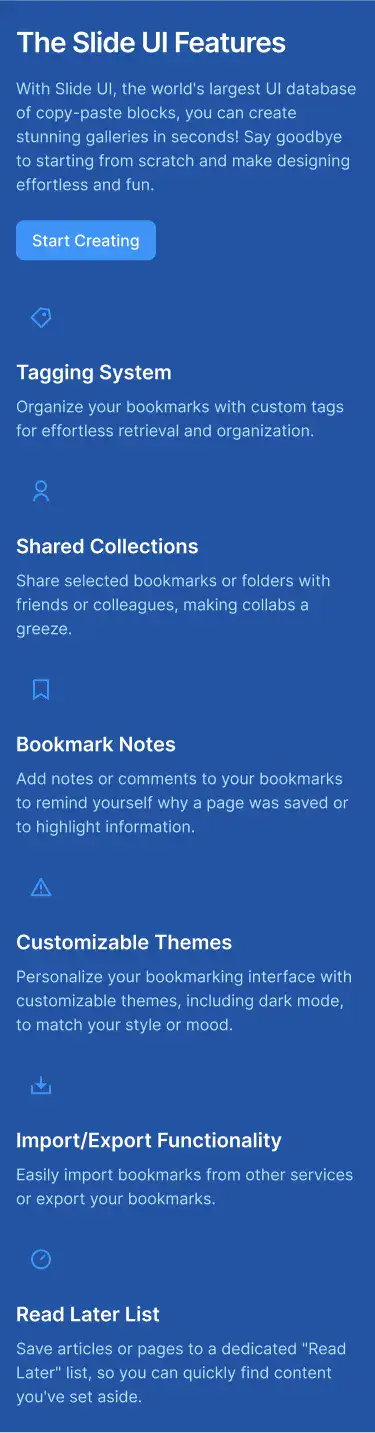 The Slide UI Features
With Slide UI, the world's largest UI database
of copy-paste blocks, you can create
stunning galleries in seconds! Say goodbye
to starting from scratch and make designing
effortless and fun.
Start Creating
Tagging System
Organize your bookmarks with custom tags
for effortless retrieval and organization.
Shared Collections
Share selected bookmarks or folders with
friends or colleagues, making collabs a
greeze.
Bookmark Notes
Add notes or comments to your bookmarks
to remind yourself why a page was saved or
to highlight information.
Customizable Themes
Personalize your bookmarking interface with
customizable themes, including dark mode,
to match your style or mood.
Import/Export Functionality
Easily import bookmarks from other services
or export your bookmarks.
Read Later List
Save articles or pages to a dedicated "Read
Later" list, so you can quickly find content
you've set aside.